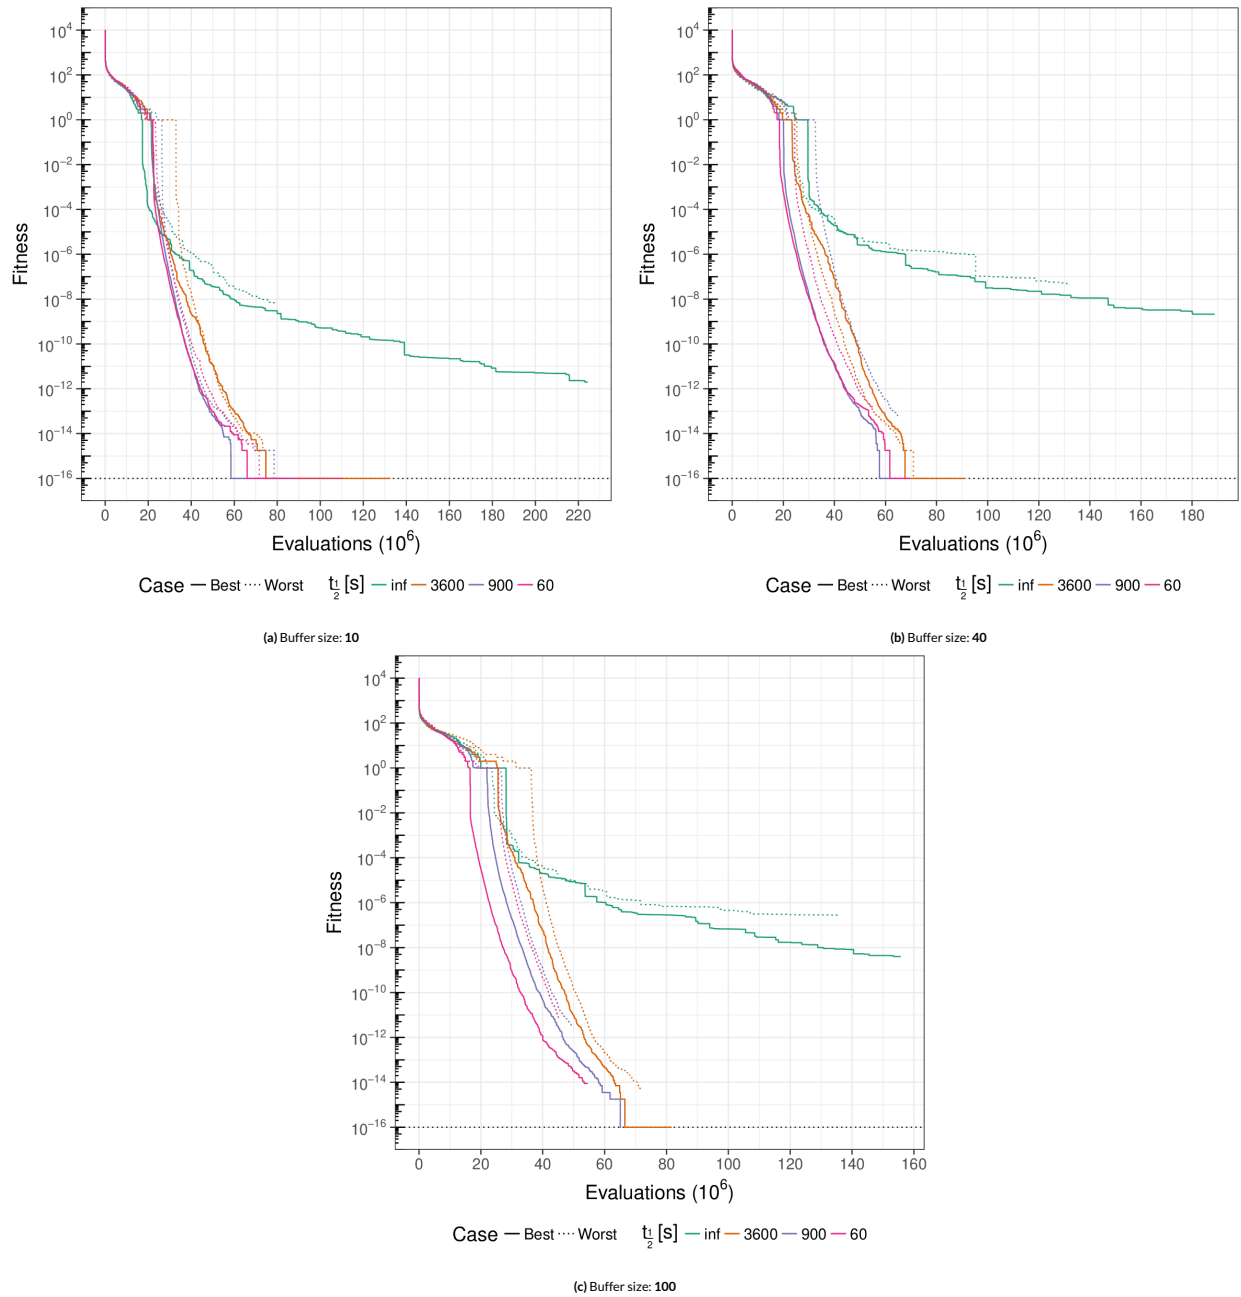 10^4
10^2
10^0
10^-2
10^-4
10^-6
10^-8
10^-10
10^-12
10^-14
10^-16
Fitness
0 20 40 60 80 100 120 140 160 180 200 220
Evaluations (10^6)
Case Best Worst t_1/2 [s] inf 3600 900 60
(a) Buffer size: 10
10^4
10^2
10^0
10^-2
10^-4
10^-6
10^-8
10^-10
10^-12
10^-14
10^-16
Fitness
0 20 40 60 80 100 120 140 160 180
Evaluations (10^6)
Case Best Worst t_1/2 [s] inf 3600 900 60
(b) Buffer size: 40
10^4
10^2
10^0
10^-2
10^-4
10^-6
10^-8
10^-10
10^-12
10^-14
10^-16
Fitness
0 20 40 60 80 100 120 140 160
Evaluations (10^6)
Case Best Worst t_1/2 [s] inf 3600 900 60
(c) Buffer size: 100